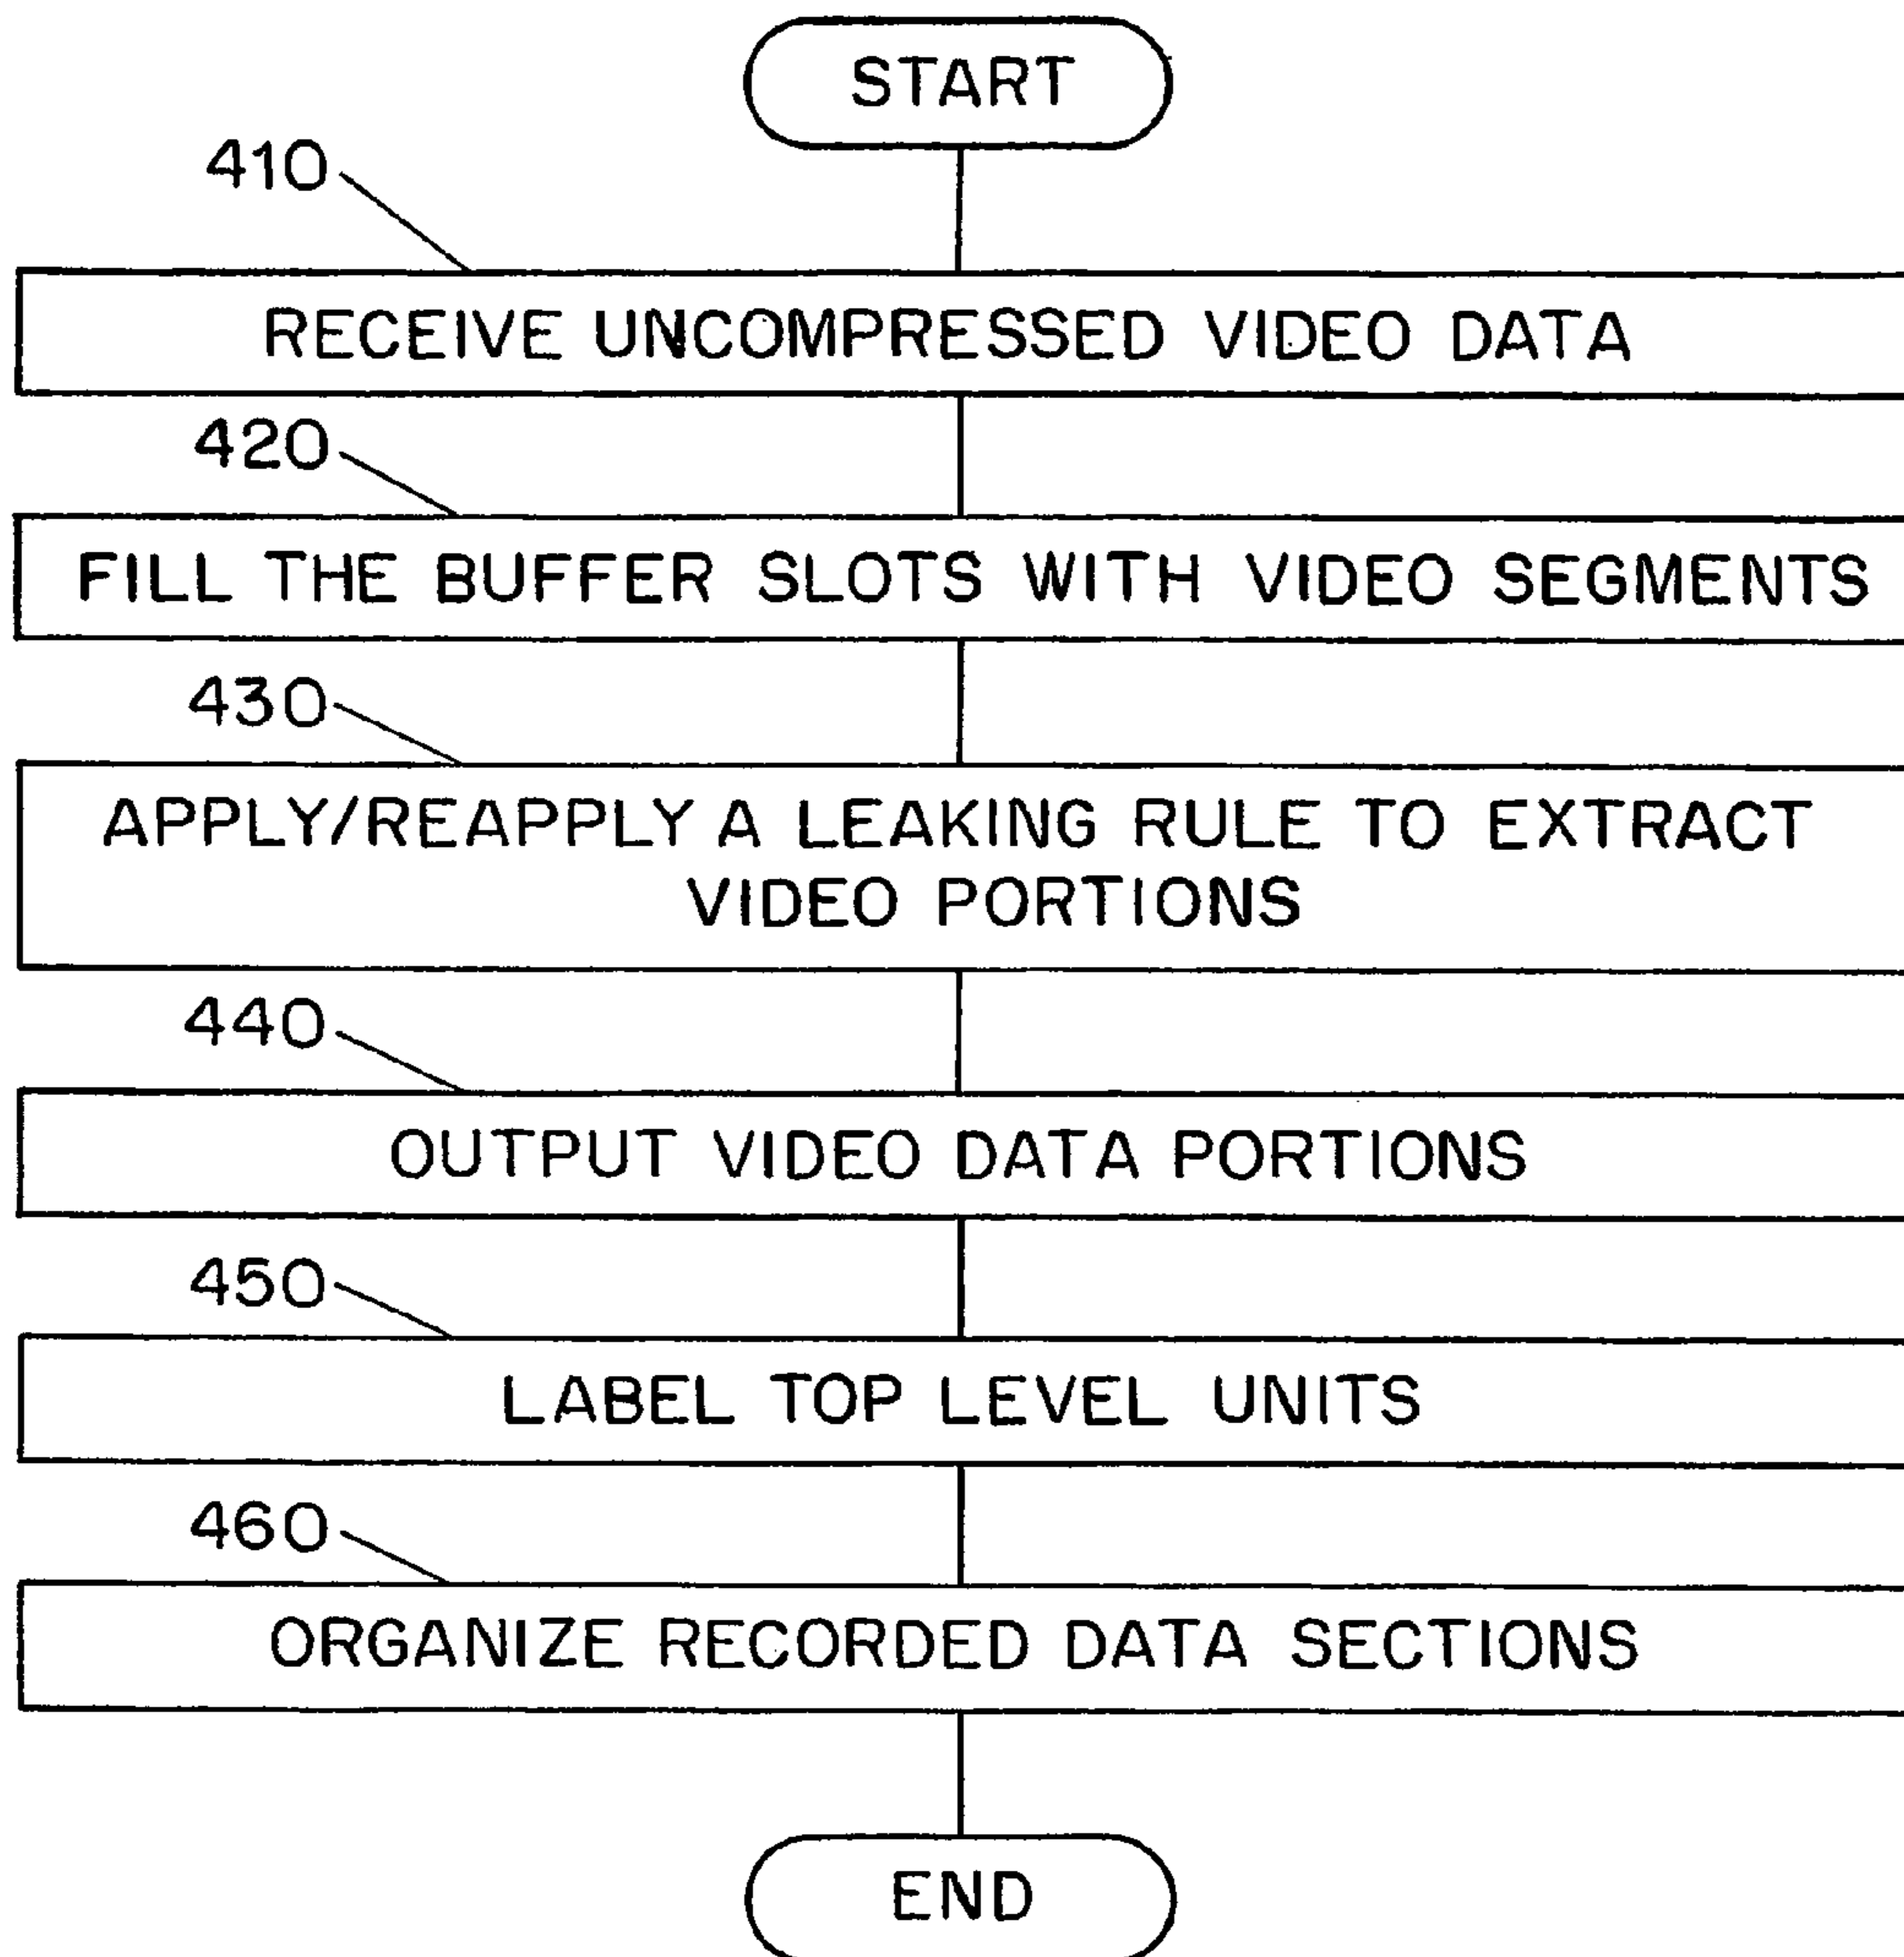 START
410
RECEIVE UNCOMPRESSED VIDEO DATA
420
FILL THE BUFFER SLOTS WITH VIDEO SEGMENTS
430
APPLY/REAPPLY A LEAKING RULE TO EXTRACT
VIDEO PORTIONS
440
OUTPUT VIDEO DATA PORTIONS
450
LABEL TOP LEVEL UNITS
460
ORGANIZE RECORDED DATA SECTIONS
END